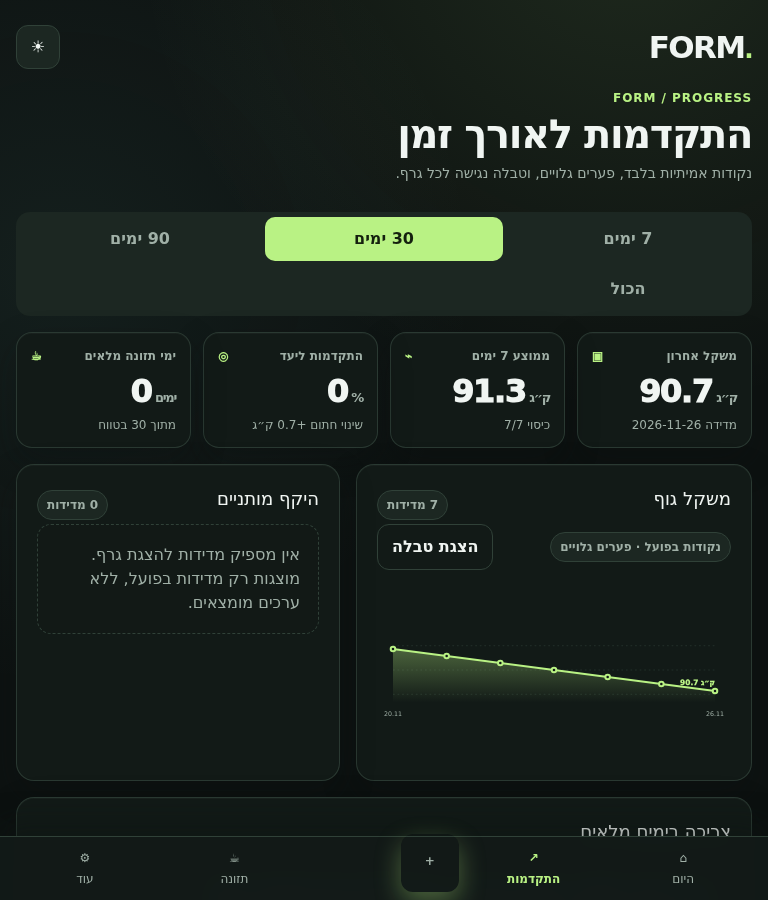 FORM.
FORM / PROGRESS
התקדמות לאורך זמן
נקודות אמיתיות בלבד, פערים גלויים, וטבלה נגישה לכל גרף.
7 ימים
30 ימים
90 ימים
הכול
משקל אחרון
90.7 ק״ג
מדידה 2026-11-26
ממוצע 7 ימים
91.3 ק״ג
כיסוי 7/7
התקדמות ליעד
0 %
שינוי חתום +0.7 ק״ג
ימי תזונה מלאים
0 ימים
מתוך 30 בטווח
משקל גוף
7 מדידות
נקודות בפועל · פערים גלויים
הצגת טבלה
90.7 ק״ג
20.11
26.11
היקף מותניים
0 מדידות
אין מספיק מדידות להצגת גרף.
מוצגות רק מדידות בפועל, ללא
ערכים מומצאים.
צריכה בימים מלאים
היום
התקדמות
+
תזונה
עוד